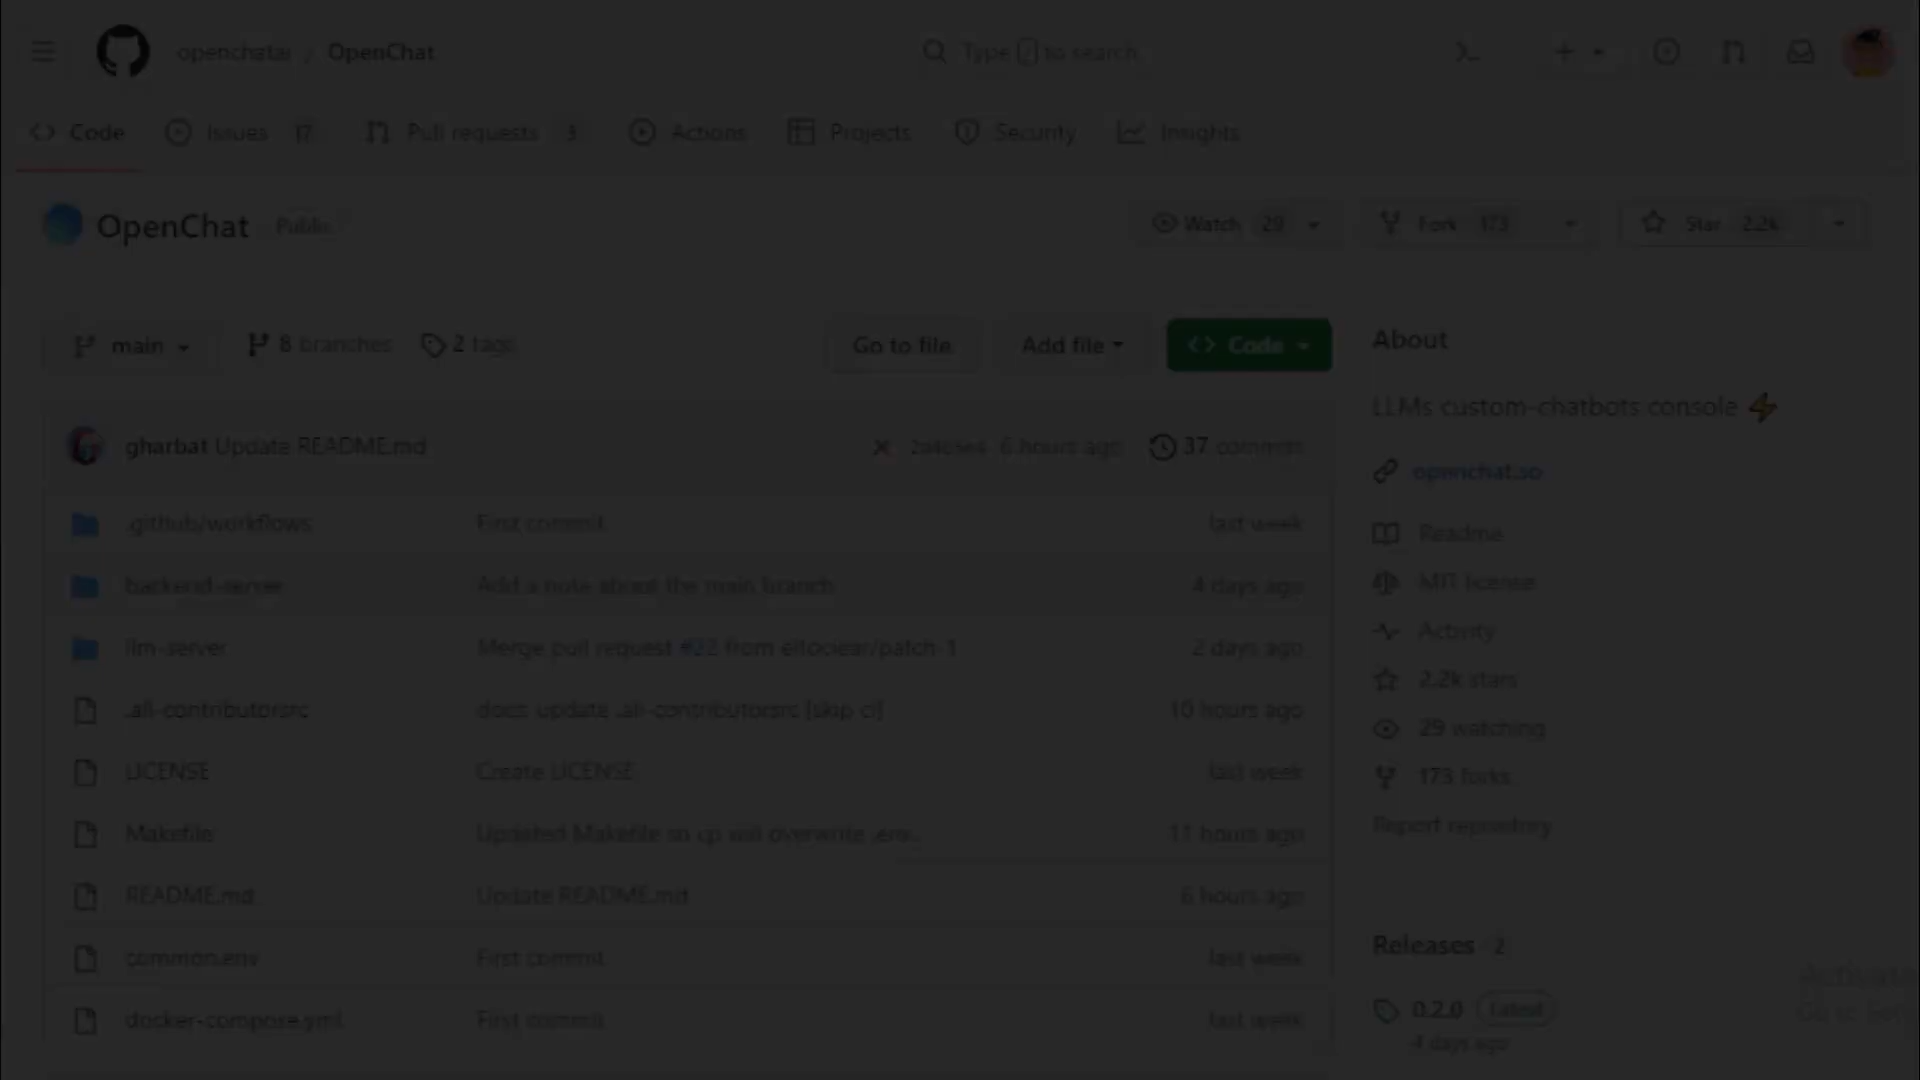 openchatai / OpenChat
Type / to search
Code
Issues 17
Pull requests 3
Actions
Projects
Security
Insights
OpenChat Public
Watch 29
Fork 173
Star 2.2k
main
8 branches
2 tags
Go to file
Add file
Code
About
LLMs custom-chatbots console
openchat.so
Readme
MIT license
Activity
2.2k stars
29 watching
173 forks
Report repository
Releases 2
0.2.0 Latest
4 days ago
gharbat Update README.md
6 hours ago
37 commits
.github/workflows First commit last week
backend-server Add a note about the main branch 4 days ago
llm-server Merge pull request #22 from eltociear/patch-1 2 days ago
.all-contributorsrc docs: update .all-contributorsrc [skip ci] 10 hours ago
LICENSE Create LICENSE last week
Makefile Updated Makefile so cp will overwrite .env... 11 hours ago
README.md Update README.md 6 hours ago
common.env First commit last week
docker-compose.yml First commit last week
Activate
Go to Set